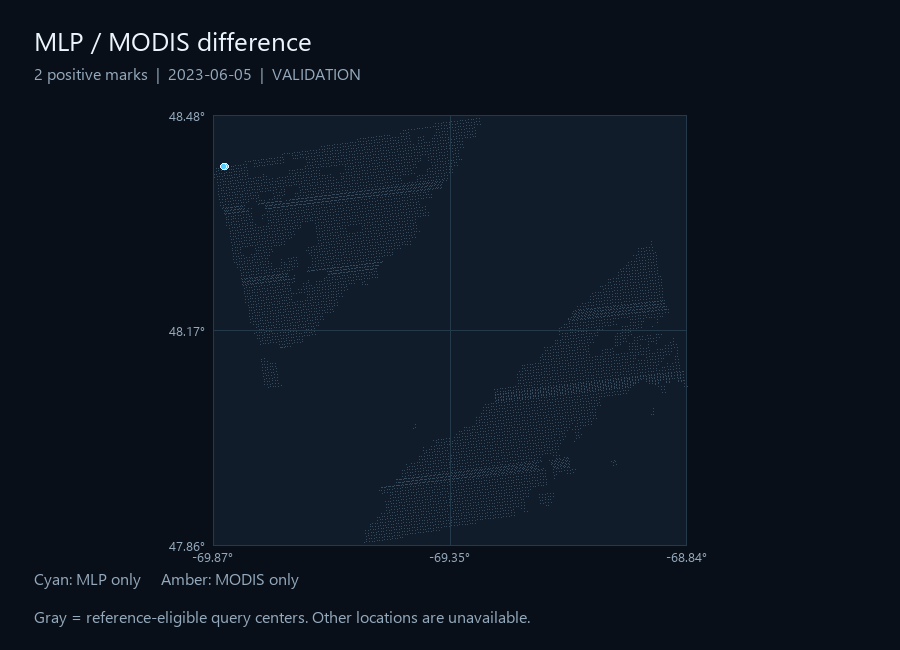 MLP / MODIS difference
2 positive marks | 2023-06-05 | VALIDATION
48.48°
48.17°
47.86°
-69.87° -69.35° -68.84°
Cyan: MLP only Amber: MODIS only
Gray = reference-eligible query centers. Other locations are unavailable.